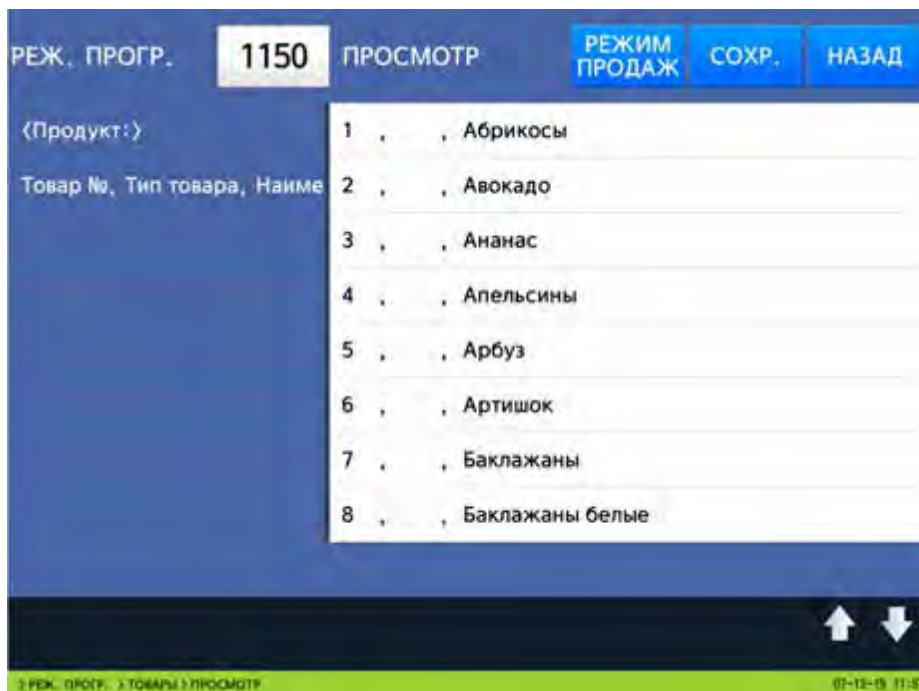 РЕЖ. ПРОГР. 1150 ПРОСМОТР РЕЖИМ ПРОДАЖ СОХР. НАЗАД
<Продукт:>
Товар №, Тип товара, Наиме
1 , , Абрикосы
2 , , Авокадо
3 , , Ананас
4 , , Апельсины
5 , , Арбуз
6 , , Артишок
7 , , Баклажаны
8 , , Баклажаны белые
> РЕЖ. ПРОГР. > ТОВАРЫ > ПРОСМОТР